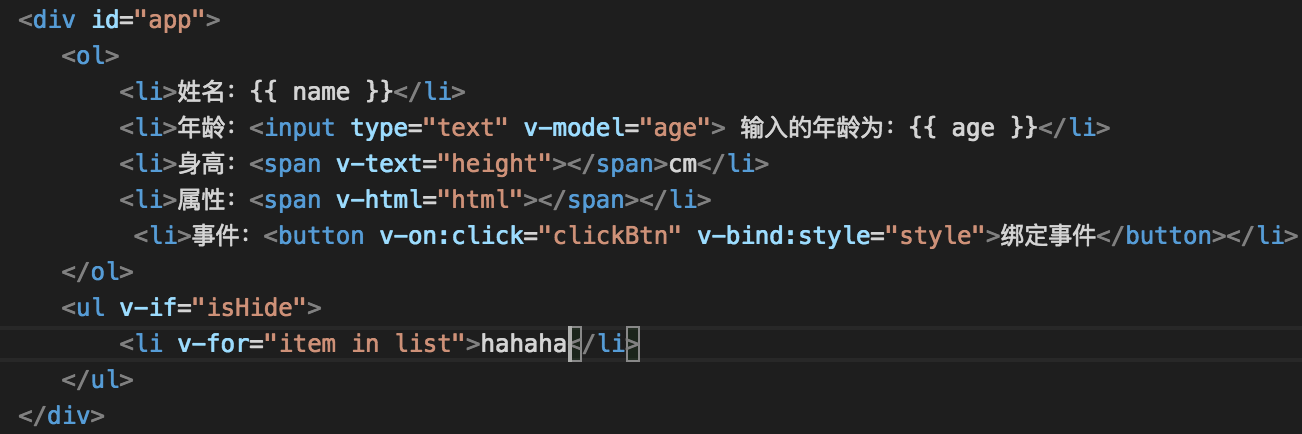 <div id="app">
<ol>
<li>姓名：{{ name }}</li>
<li>年龄：<input type="text" v-model="age"> 输入的年龄为：{{ age }}</li>
<li>身高：<span v-text="height"></span>cm</li>
<li>属性：<span v-html="html"></span></li>
<li>事件：<button v-on:click="clickBtn" v-bind:style="style">绑定事件</button></li>
</ol>
<ul v-if="isHide">
<li v-for="item in list">hahaha</li>
</ul>
</div>